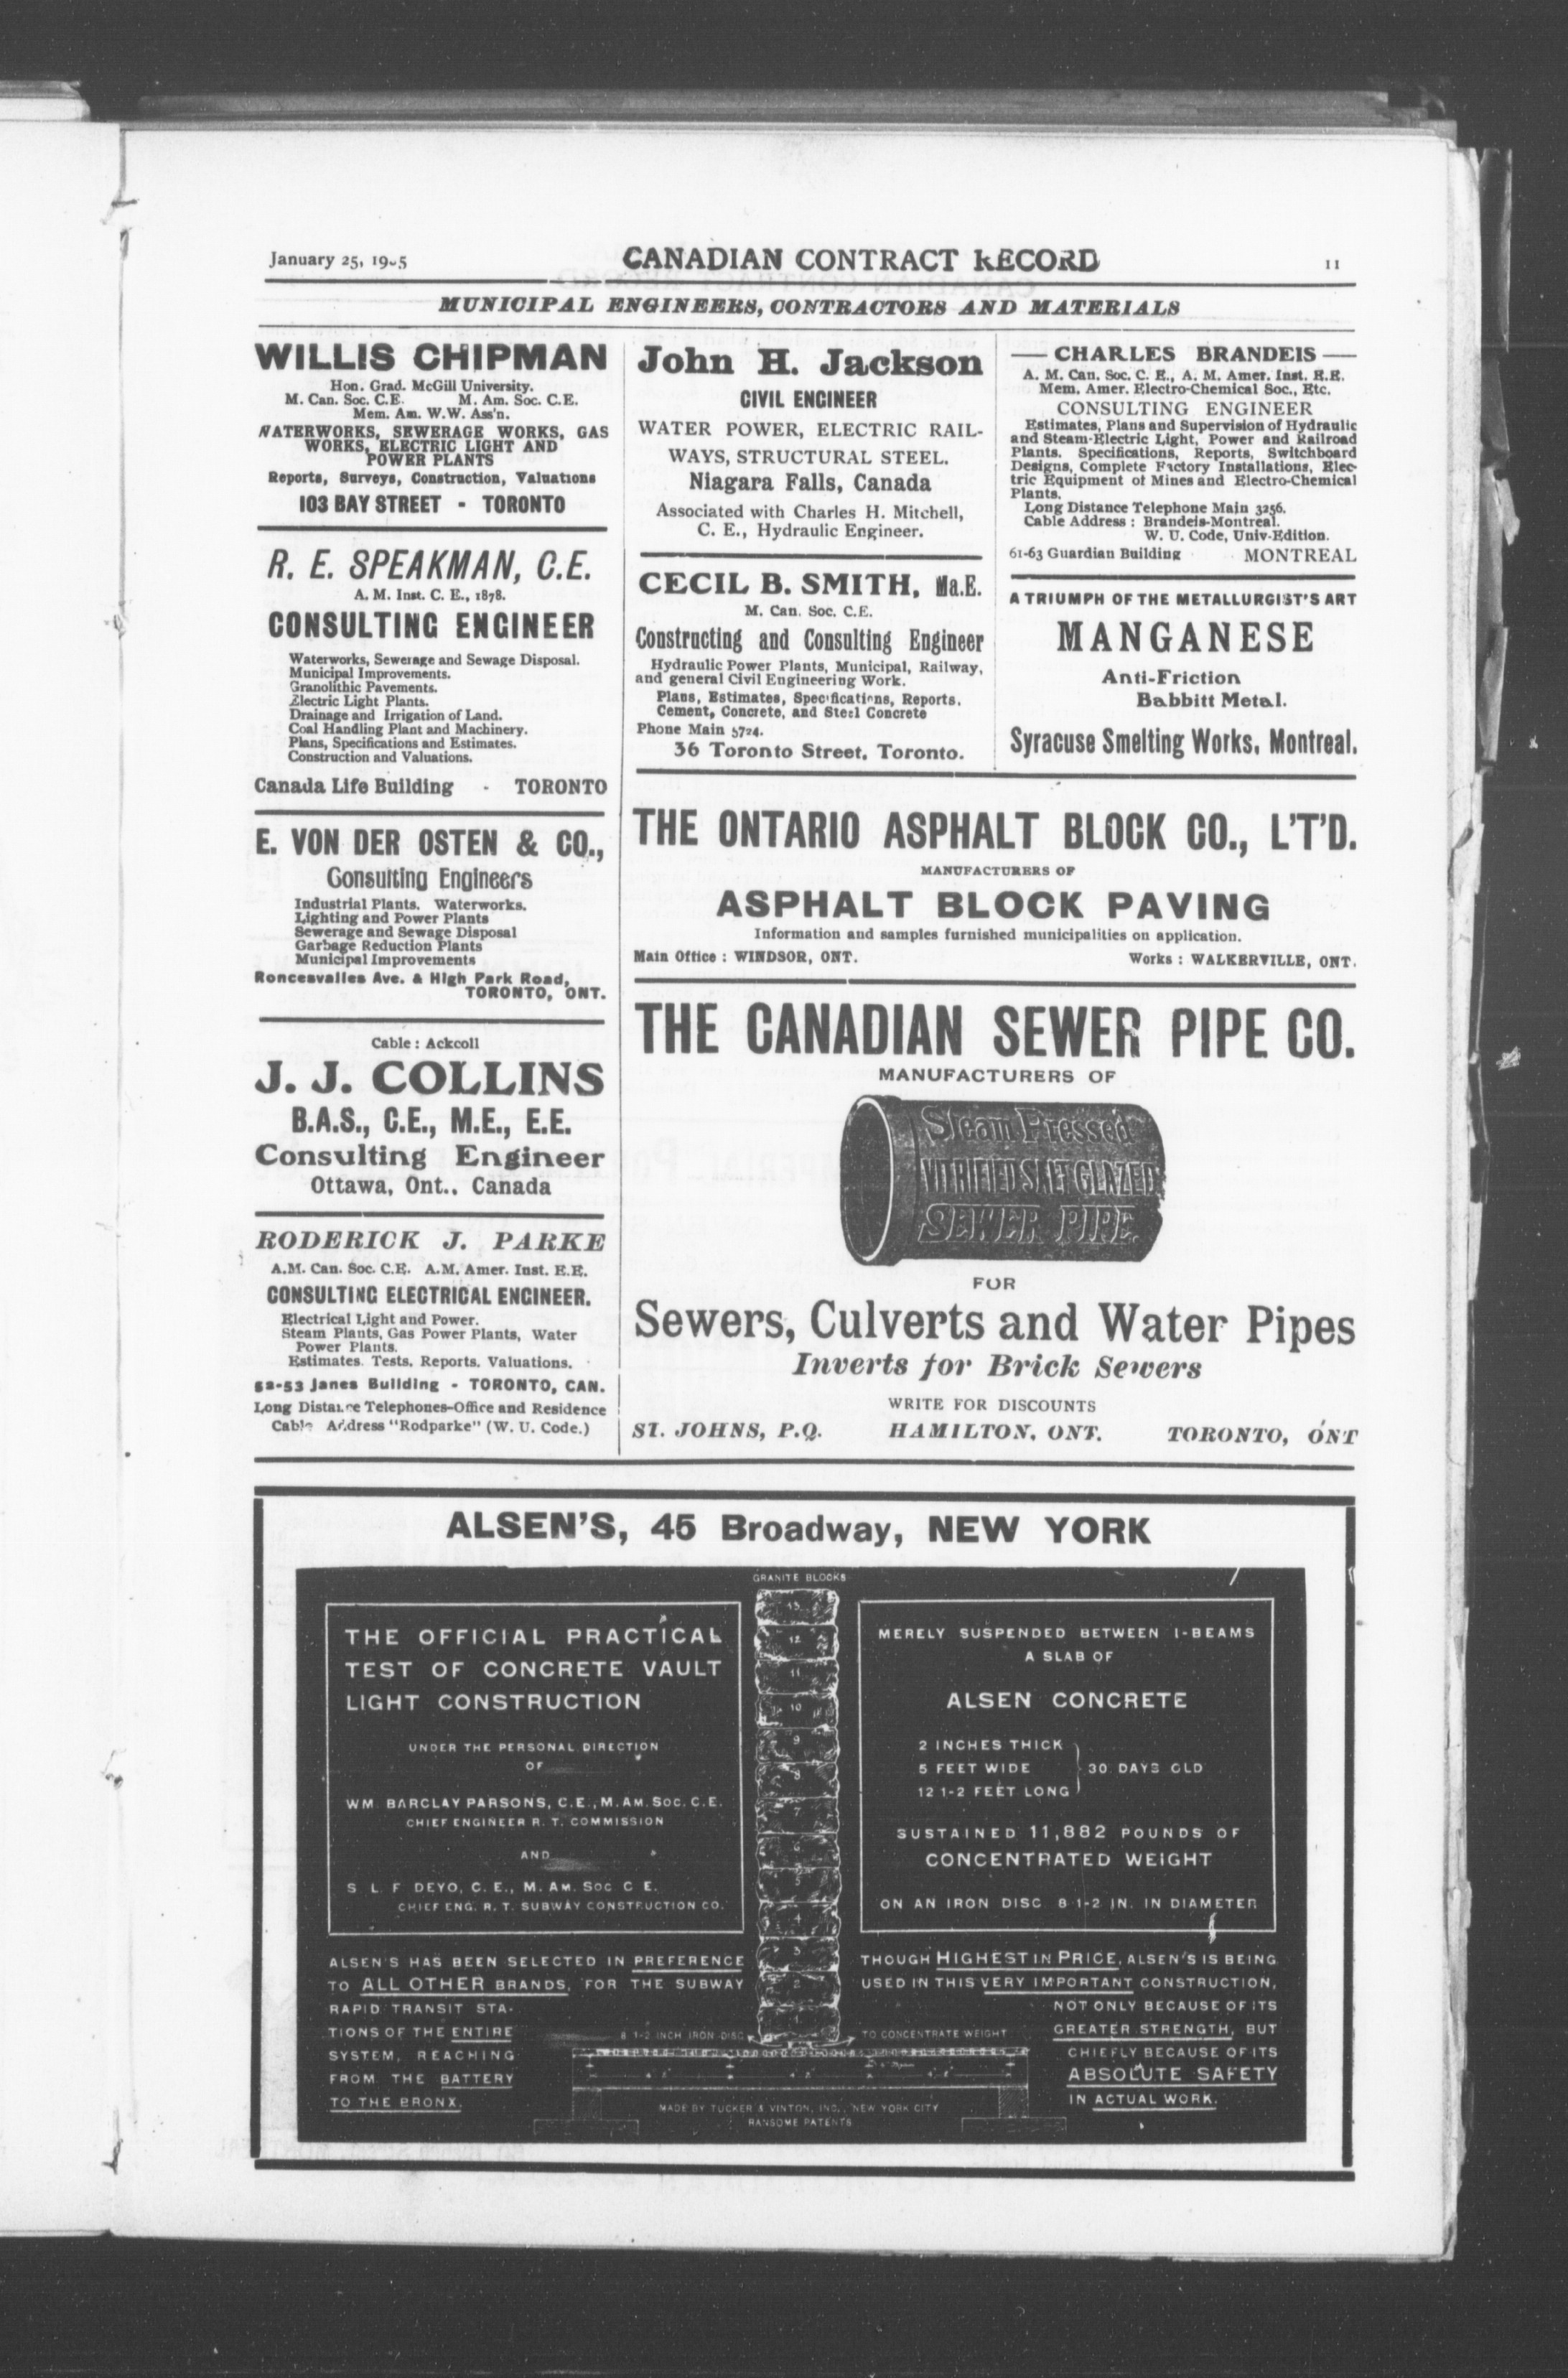 January 25, 19 5
CANADIAN CONTRACT RECORD
11
MUNICIPAL ENGINEERS, CONTRACTORS AND MATERIALS
WILLIS CHIPMAN
Hon. Grad. McGill University.
M. Can. Soc. C.E. M. Am. Soc. C.E.
Mem. Am. W.W. Ass'n.
WATERWORKS, SEWERAGE WORKS, GAS
WORKS, ELECTRIC LIGHT AND
POWER PLANTS
Reports, Surveys, Construction, Valuations
103 BAY STREET - TORONTO
R. E. SPEAKMAN, C.E.
A. M. Inst. C. E., 1878.
CONSULTING ENGINEER
Waterworks, Sewerage and Sewage Disposal.
Municipal Improvements.
Granolithic Pavements.
Electric Light Plants.
Drainage and Irrigation of Land.
Coal Handling Plant and Machinery.
Plans, Specifications and Estimates.
Construction and Valuations.
Canada Life Building - TORONTO
E. VON DER OSTEN & CO.,
Consulting Engineers
Industrial Plants. Waterworks.
Lighting and Power Plants
Sewerage and Sewage Disposal
Garbage Reduction Plants
Municipal Improvements
Roncesvalles Ave. & High Park Road,
TORONTO, ONT.
Cable : Ackcoll
J. J. COLLINS
B.A.S., C.E., M.E., E.E.
Consulting Engineer
Ottawa, Ont., Canada
RODERICK J. PARKE
A.M. Can. Soc. C.E. A.M. Amer. Inst. E.E.
CONSULTING ELECTRICAL ENGINEER.
Electrical Light and Power.
Steam Plants, Gas Power Plants, Water
Power Plants.
Estimates. Tests. Reports. Valuations.
52-53 Janes Building - TORONTO, CAN.
Long Distance Telephones-Office and Residence
Cable Address "Rodparke" (W. U. Code.)
John H. Jackson
CIVIL ENGINEER
WATER POWER, ELECTRIC RAIL-
WAYS, STRUCTURAL STEEL.
Niagara Falls, Canada
Associated with Charles H. Mitchell,
C. E., Hydraulic Engineer.
CECIL B. SMITH, Ma.E.
M. Can. Soc. C.E.
Constructing and Consulting Engineer
Hydraulic Power Plants, Municipal, Railway,
and general Civil Engineering Work.
Plans, Estimates, Specifications, Reports.
Cement, Concrete, and Steel Concrete
Phone Main 5724.
36 Toronto Street, Toronto.
CHARLES BRANDEIS
A. M. Can. Soc. C. E., A. M. Amer. Inst. E.E.
Mem. Amer. Electro-Chemical Soc., Etc.
CONSULTING ENGINEER
Estimates, Plans and Supervision of Hydraulic
and Steam-Electric Light, Power and Railroad
Plants. Specifications, Reports, Switchboard
Designs, Complete Factory Installations, Elec-
tric Equipment of Mines and Electro-Chemical
Plants.
Long Distance Telephone Main 3256.
Cable Address : Brandeis-Montreal.
W. U. Code, Univ-Edition.
61-63 Guardian Building MONTREAL
A TRIUMPH OF THE METALLURGIST'S ART
MANGANESE
Anti-Friction
Babbitt Metal.
Syracuse Smelting Works, Montreal.
THE ONTARIO ASPHALT BLOCK CO., L'T'D.
MANUFACTURERS OF
ASPHALT BLOCK PAVING
Information and samples furnished municipalities on application.
Main Office : WINDSOR, ONT. Works : WALKERVILLE, ONT.
THE CANADIAN SEWER PIPE CO.
MANUFACTURERS OF
Steam Pressed
VITRIFIED SALT GLAZED
SEWER PIPE
FOR
Sewers, Culverts and Water Pipes
Inverts for Brick Sewers
WRITE FOR DISCOUNTS
ST. JOHNS, P.Q. HAMILTON, ONT. TORONTO, ONT
ALSEN'S, 45 Broadway, NEW YORK
GRANITE BLOCKS
13
12
11
10
9
8
7
6
5
4
3
2
1
THE OFFICIAL PRACTICAL
TEST OF CONCRETE VAULT
LIGHT CONSTRUCTION
UNDER THE PERSONAL DIRECTION
OF
WM. BARCLAY PARSONS, C.E., M. AM. SOC. C.E.
CHIEF ENGINEER R. T. COMMISSION
AND
S. L. F. DEYO, C. E., M. AM. SOC C E.
CHIEF ENG. R. T. SUBWAY CONSTRUCTION CO.
MERELY SUSPENDED BETWEEN I-BEAMS
A SLAB OF
ALSEN CONCRETE
2 INCHES THICK
5 FEET WIDE
12 1-2 FEET LONG
30 DAYS OLD
SUSTAINED 11,882 POUNDS OF
CONCENTRATED WEIGHT
ON AN IRON DISC 8 1-2 IN. IN DIAMETER
ALSEN'S HAS BEEN SELECTED IN PREFERENCE
TO ALL OTHER BRANDS, FOR THE SUBWAY
RAPID TRANSIT STA-
TIONS OF THE ENTIRE
SYSTEM, REACHING
FROM THE BATTERY
TO THE BRONX.
THOUGH HIGHEST IN PRICE, ALSEN'S IS BEING
USED IN THIS VERY IMPORTANT CONSTRUCTION,
NOT ONLY BECAUSE OF ITS
GREATER STRENGTH, BUT
CHIEFLY BECAUSE OF ITS
ABSOLUTE SAFETY
IN ACTUAL WORK.
8 1-2 INCH IRON DISC
TO CONCENTRATE WEIGHT
MADE BY TUCKER & VINTON, INC., NEW YORK CITY
RANSOME PATENTS